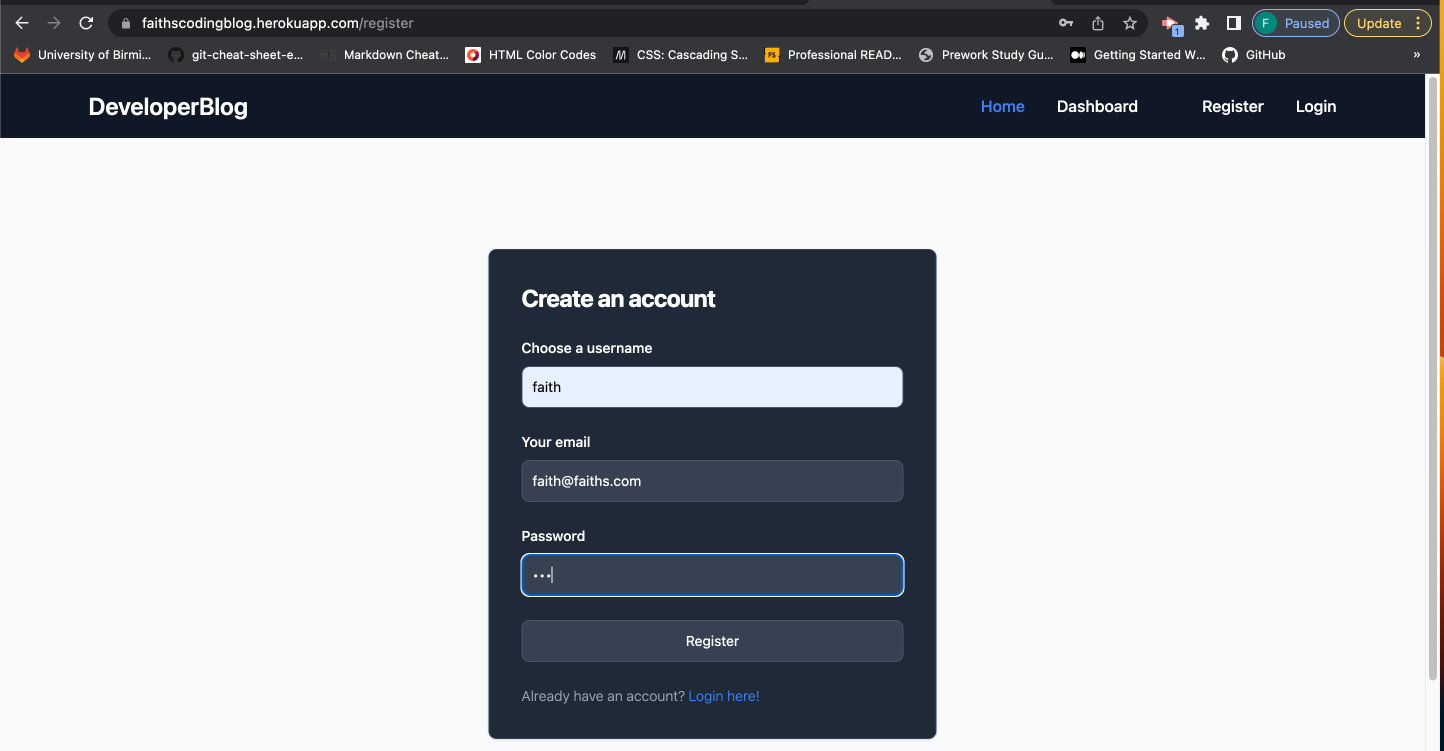 faithscodingblog.herokuapp.com/register
1
F
Paused
Update
University of Birmi...
git-cheat-sheet-e...
Markdown Cheat...
HTML Color Codes
CSS: Cascading S...
FS
Professional READ...
Prework Study Gu...
Getting Started W...
GitHub
»
DeveloperBlog
Home
Dashboard
Register
Login
Create an account
Choose a username
faith
Your email
faith@faiths.com
Password
•••
Register
Already have an account? Login here!